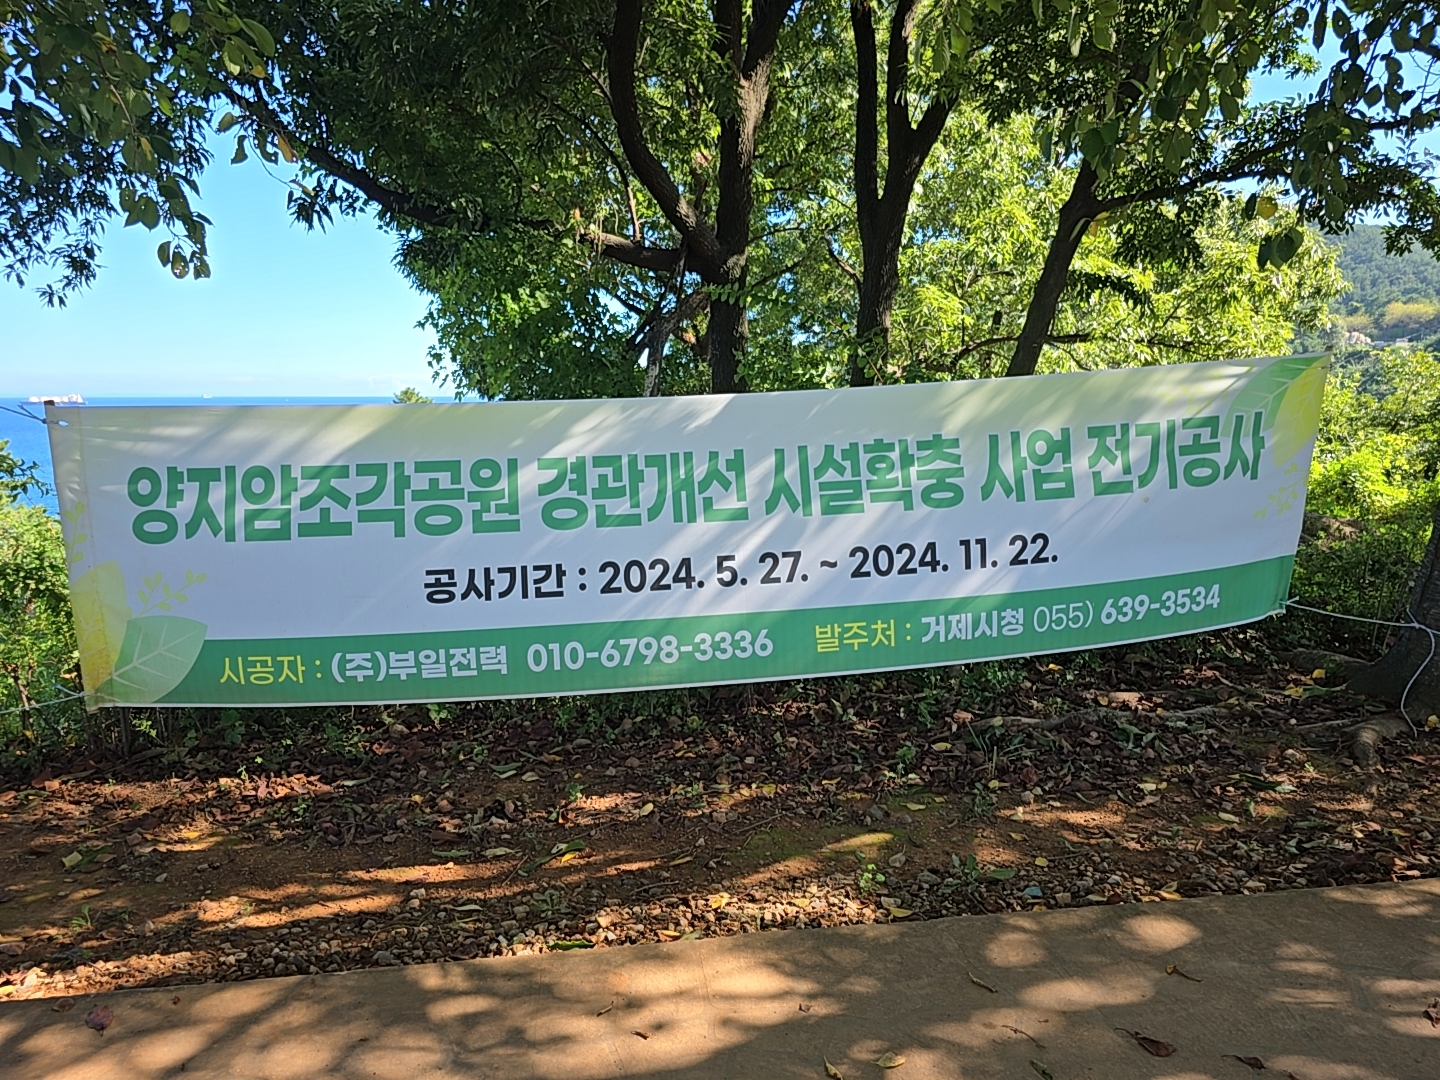 양지암조각공원 경관개선 시설확충 사업 전기공사
공사기간 : 2024. 5. 27. ~ 2024. 11. 22.
시공자 : (주)부일전력 010-6798-3336 발주처 : 거제시청 055) 639-3534